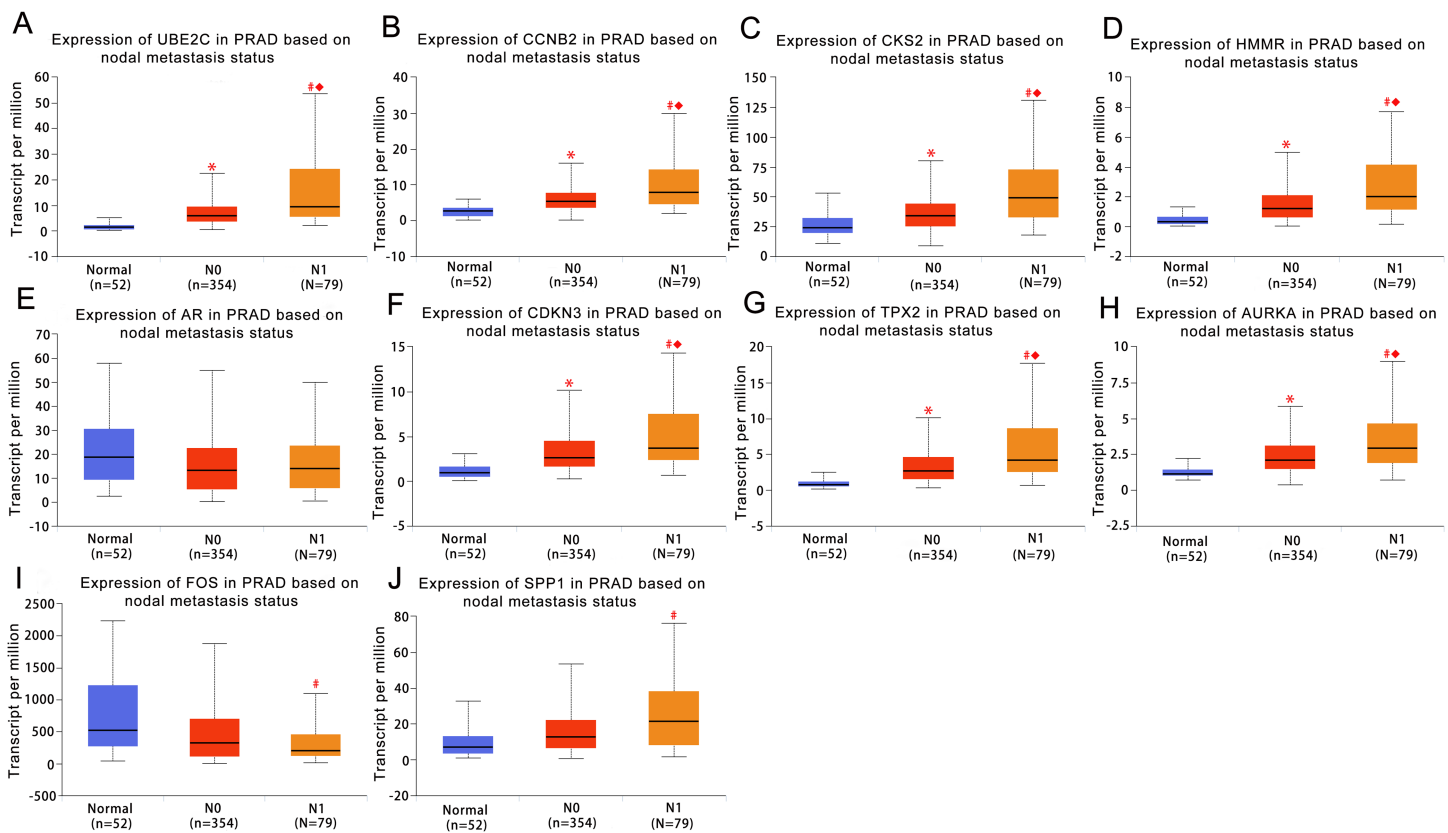 A
Expression of UBE2C in PRAD based on
nodal metastasis status
Transcript per million
60
50
40
30
20
10
0
-10
#◆
*
Normal
(n=52)
N0
(n=354)
N1
(N=79)
B
Expression of CCNB2 in PRAD based on
nodal metastasis status
Transcript per million
40
30
20
10
0
-10
#◆
*
Normal
(n=52)
N0
(n=354)
N1
(N=79)
C
Expression of CKS2 in PRAD based on
nodal metastasis status
Transcript per million
150
125
100
75
50
25
0
#◆
*
Normal
(n=52)
N0
(n=354)
N1
(N=79)
D
Expression of HMMR in PRAD based on
nodal metastasis status
Transcript per million
10
8
6
4
2
0
-2
#◆
*
Normal
(n=52)
N0
(n=354)
N1
(N=79)
E
Expression of AR in PRAD based on
nodal metastasis status
Transcript per million
70
60
50
40
30
20
10
0
-10
Normal
(n=52)
N0
(n=354)
N1
(N=79)
F
Expression of CDKN3 in PRAD based on
nodal metastasis status
Transcript per million
15
10
5
0
-5
#◆
*
Normal
(n=52)
N0
(n=354)
N1
(N=79)
G
Expression of TPX2 in PRAD based on
nodal metastasis status
Transcript per million
20
15
10
5
0
-5
#◆
*
Normal
(n=52)
N0
(n=354)
N1
(N=79)
H
Expression of AURKA in PRAD based on
nodal metastasis status
Transcript per million
10
7.5
5
2.5
0
-2.5
#◆
*
Normal
(n=52)
N0
(n=354)
N1
(N=79)
I
Expression of FOS in PRAD based on
nodal metastasis status
Transcript per million
2500
2000
1500
1000
500
0
-500
#
Normal
(n=52)
N0
(n=354)
N1
(N=79)
J
Expression of SPP1 in PRAD based on
nodal metastasis status
Transcript per million
80
60
40
20
0
-20
#
Normal
(n=52)
N0
(n=354)
N1
(N=79)